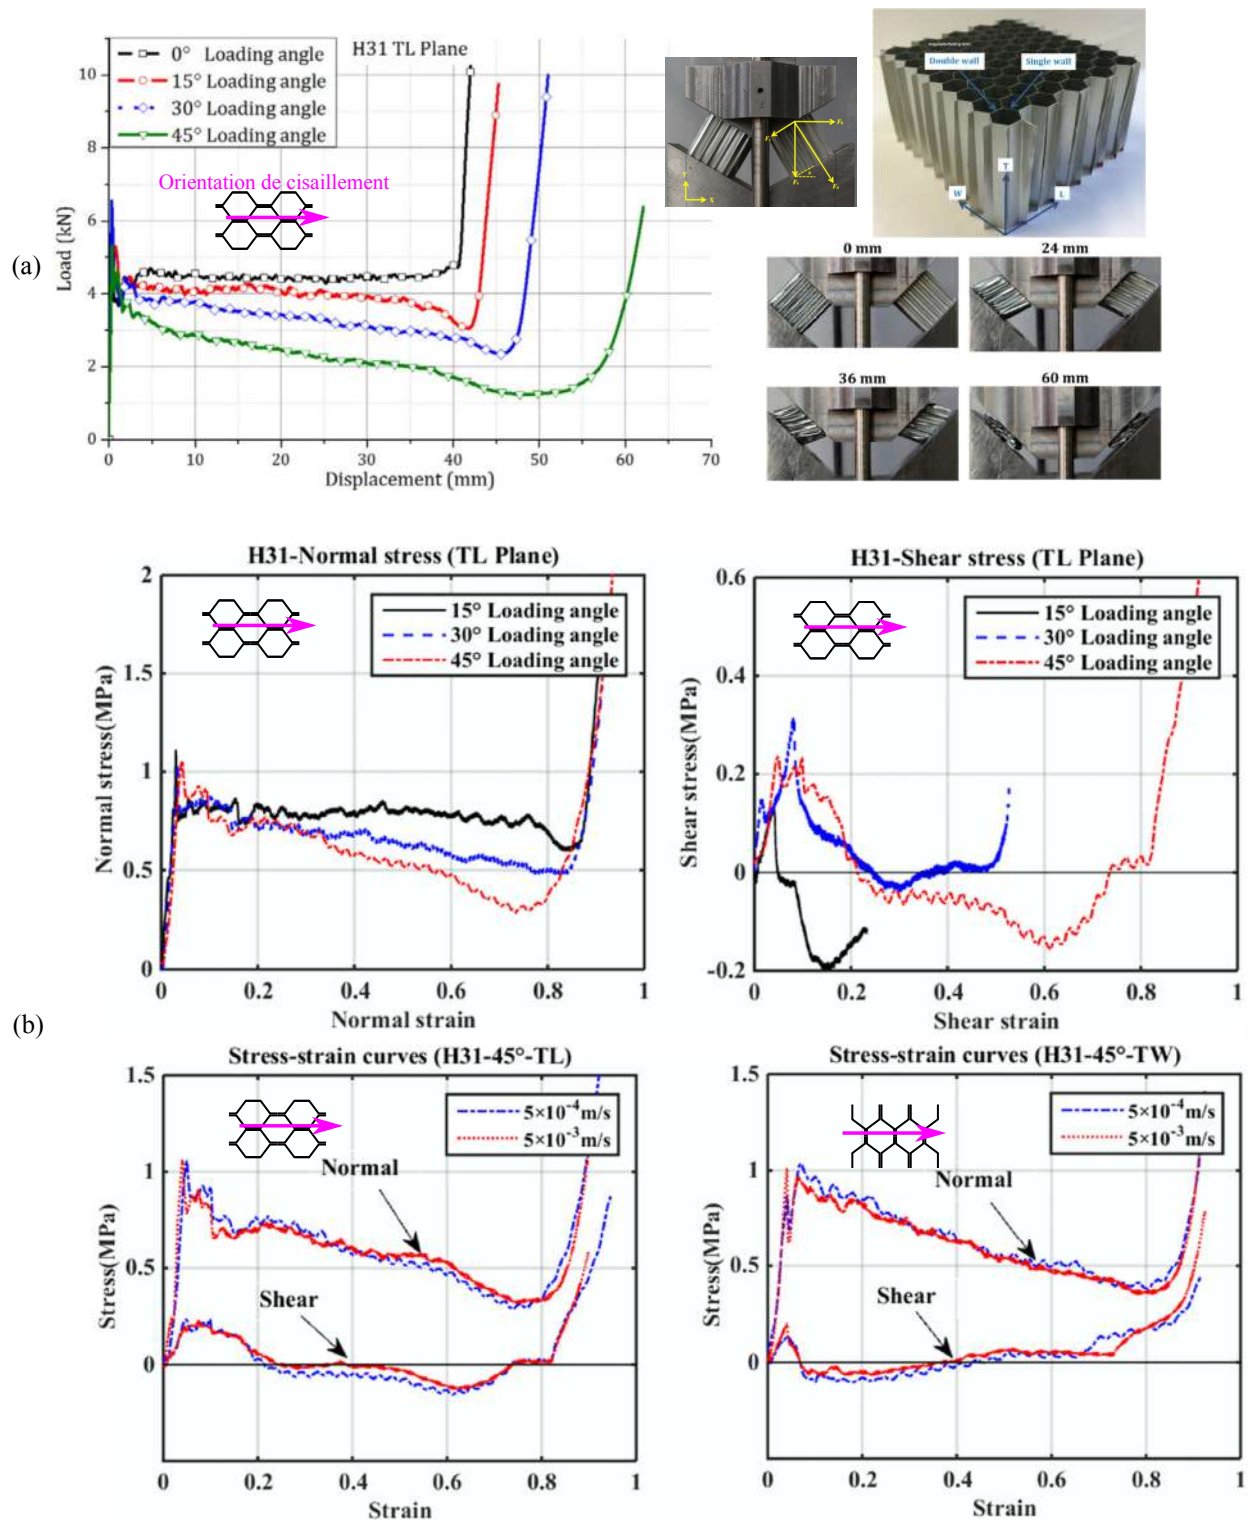 (a)
H31 TL Plane
0° Loading angle
15° Loading angle
30° Loading angle
45° Loading angle
Orientation de cisaillement
Load (kN)
10
8
6
4
2
0
0 10 20 30 40 50 60 70
Displacement (mm)
Double wall
Single wall
T
W
L
Y
X
0 mm
24 mm
36 mm
60 mm
(b)
H31-Normal stress (TL Plane)
15° Loading angle
30° Loading angle
45° Loading angle
Normal stress(MPa)
2
1.5
1
0.5
0
0 0.2 0.4 0.6 0.8 1
Normal strain
H31-Shear stress (TL Plane)
15° Loading angle
30° Loading angle
45° Loading angle
Shear stress(MPa)
0.6
0.4
0.2
0
-0.2
0 0.2 0.4 0.6 0.8 1
Shear strain
Stress-strain curves (H31-45°-TL)
5×10⁻⁴m/s
5×10⁻³m/s
Normal
Shear
Stress(MPa)
1.5
1
0.5
0
0 0.2 0.4 0.6 0.8 1
Strain
Stress-strain curves (H31-45°-TW)
5×10⁻⁴m/s
5×10⁻³m/s
Normal
Shear
Stress(MPa)
1.5
1
0.5
0
0 0.2 0.4 0.6 0.8 1
Strain